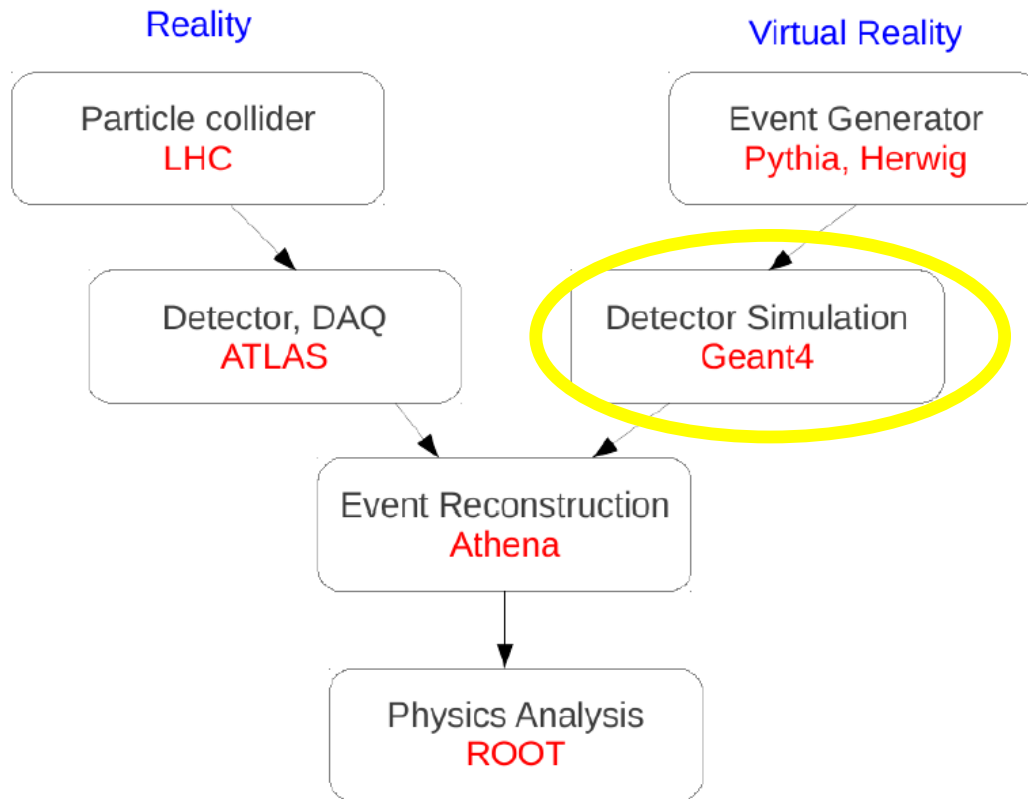 Reality
Virtual Reality
Particle collider
LHC
Event Generator
Pythia, Herwig
Detector, DAQ
ATLAS
Detector Simulation
Geant4
Event Reconstruction
Athena
Physics Analysis
ROOT